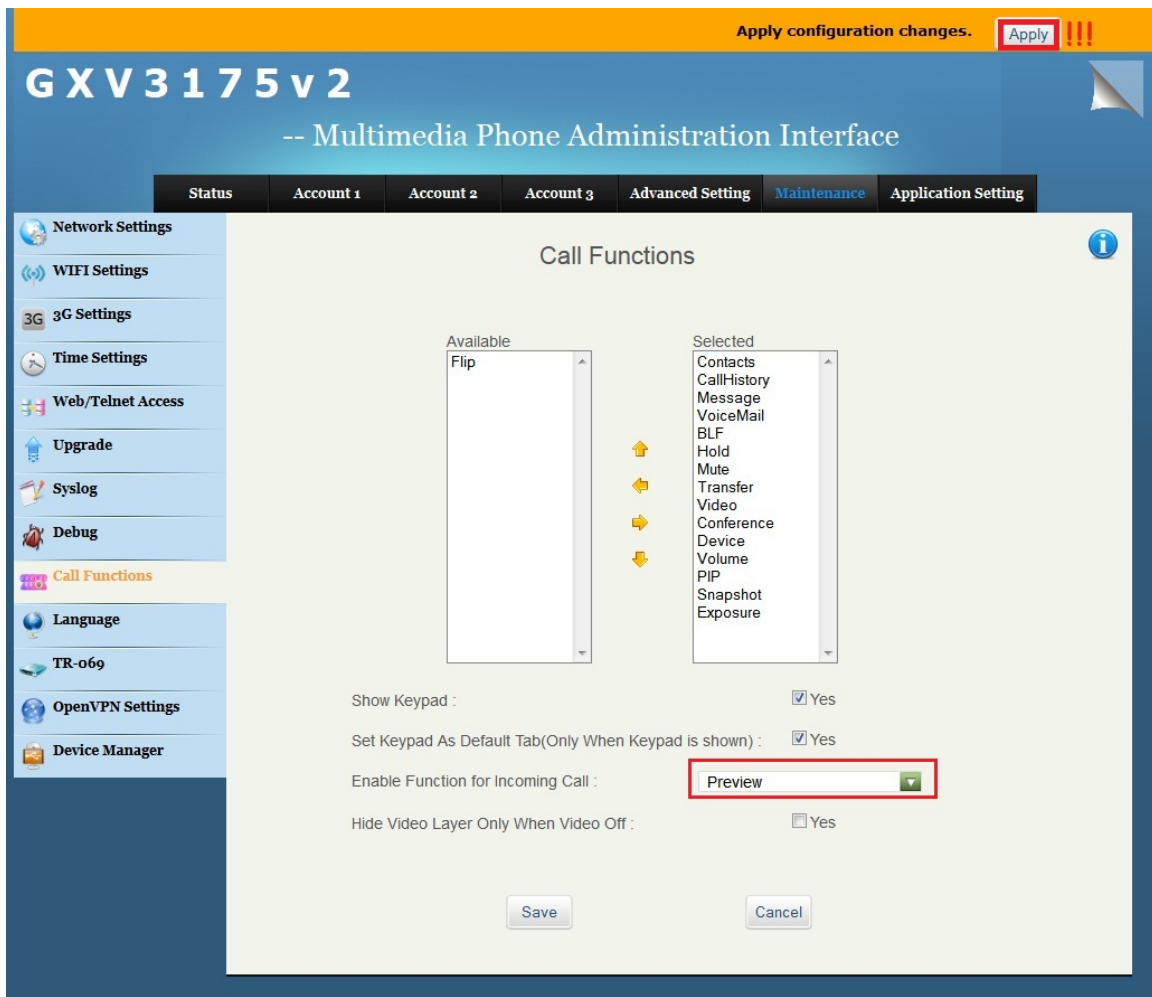 Apply configuration changes. Apply !!!
GXV3175v2
-- Multimedia Phone Administration Interface
Status Account 1 Account 2 Account 3 Advanced Setting Maintenance Application Setting
Network Settings
WIFI Settings
3G 3G Settings
Time Settings
Web/Telnet Access
Upgrade
Syslog
Debug
Call Functions
Language
TR-069
OpenVPN Settings
Device Manager
Call Functions
Available
Flip
Selected
Contacts
CallHistory
Message
VoiceMail
BLF
Hold
Mute
Transfer
Video
Conference
Device
Volume
PIP
Snapshot
Exposure
Show Keypad : Yes
Set Keypad As Default Tab(Only When Keypad is shown) : Yes
Enable Function for Incoming Call : Preview
Hide Video Layer Only When Video Off : Yes
Save Cancel